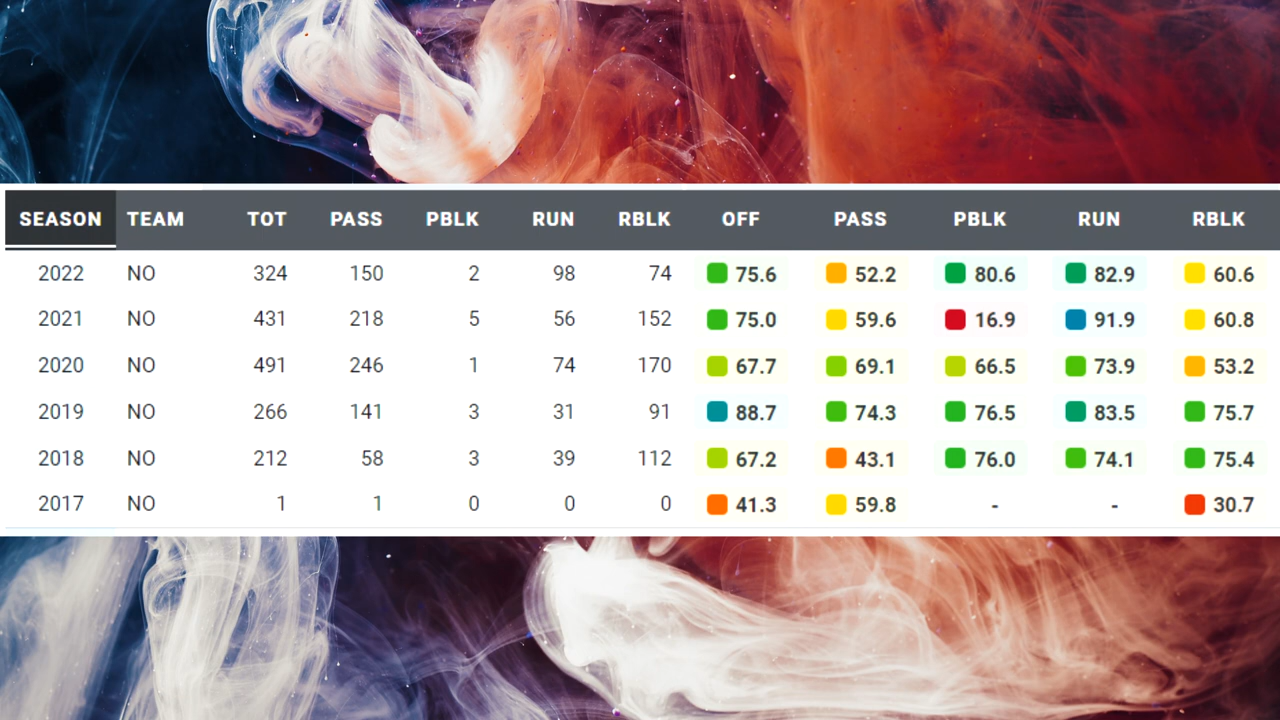 SEASON TEAM TOT PASS PBLK RUN RBLK OFF PASS PBLK RUN RBLK
2022 NO 324 150 2 98 74 75.6 52.2 80.6 82.9 60.6
2021 NO 431 218 5 56 152 75.0 59.6 16.9 91.9 60.8
2020 NO 491 246 1 74 170 67.7 69.1 66.5 73.9 53.2
2019 NO 266 141 3 31 91 88.7 74.3 76.5 83.5 75.7
2018 NO 212 58 3 39 112 67.2 43.1 76.0 74.1 75.4
2017 NO 1 1 0 0 0 41.3 59.8 - - 30.7